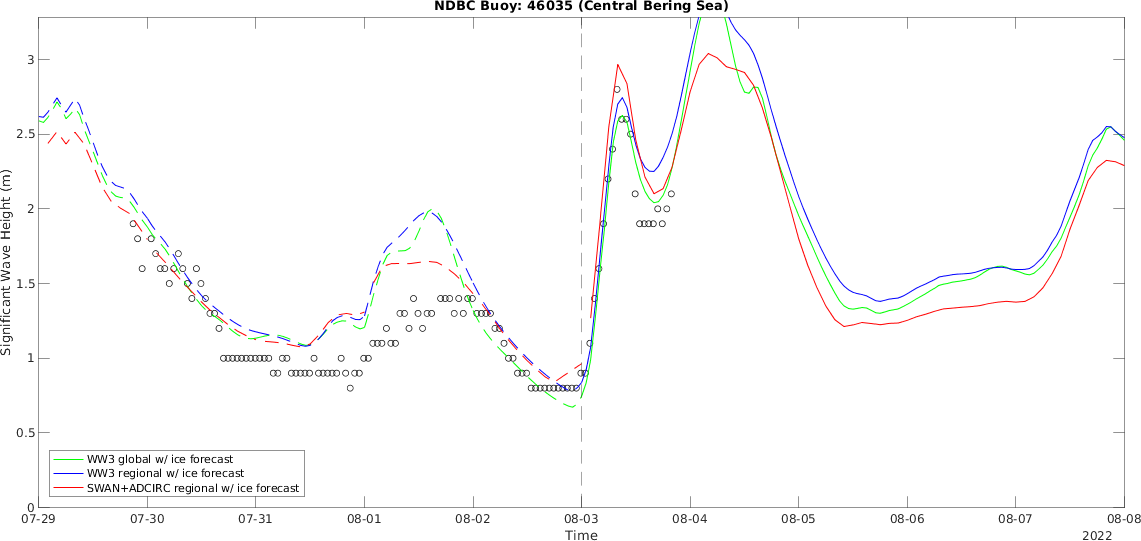 NDBC Buoy: 46035 (Central Bering Sea)
Significant Wave Height (m)
3
2.5
2
1.5
1
0.5
0
WW3 global w/ ice forecast
WW3 regional w/ ice forecast
SWAN+ADCIRC regional w/ ice forecast
07-29 07-30 07-31 08-01 08-02 08-03 08-04 08-05 08-06 08-07 08-08
Time
2022